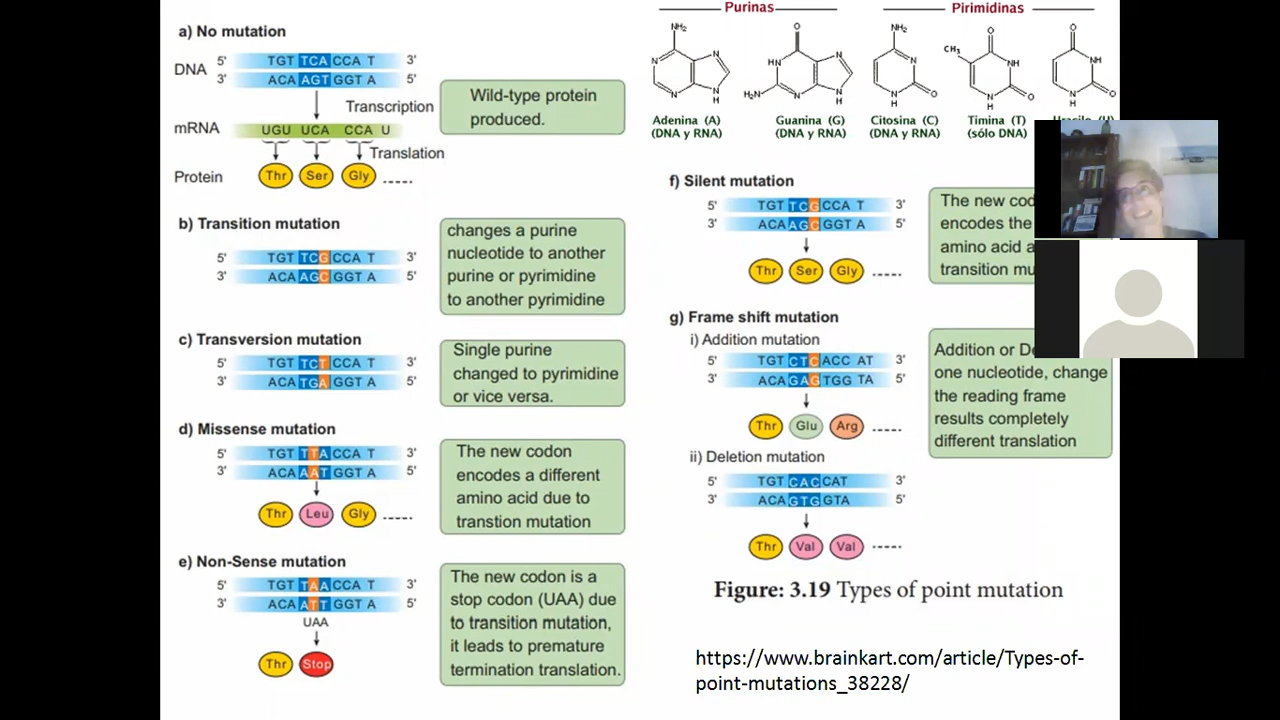 a) No mutation
DNA
5' TGT TCA CCA T 3'
3' ACA AGT GGT A 5'
Transcription
mRNA
UGU UCA CCA U
Translation
Protein
Thr Ser Gly -----
Wild-type protein
produced.
b) Transition mutation
5' TGT TCG CCA T 3'
3' ACA AGC GGT A 5'
changes a purine
nucleotide to another
purine or pyrimidine
to another pyrimidine
c) Transversion mutation
5' TGT TCT CCA T 3'
3' ACA TGA GGT A 5'
Single purine
changed to pyrimidine
or vice versa.
d) Missense mutation
5' TGT TTA CCA T 3'
3' ACA AAT GGT A 5'
Thr Leu Gly -----
The new codon
encodes a different
amino acid due to
transtion mutation
e) Non-Sense mutation
5' TGT TAA CCA T 3'
3' ACA ATT GGT A 5'
UAA
Thr Stop
The new codon is a
stop codon (UAA) due
to transition mutation,
it leads to premature
termination translation.
Purinas
Pirimidinas
NH₂ N N N N H
O HN H₂N N N N H
NH₂ N N H O
O CH₃ NH N H O
O NH N H O
Adenina (A)
(DNA y RNA)
Guanina (G)
(DNA y RNA)
Citosina (C)
(DNA y RNA)
Timina (T)
(sólo DNA)
f) Silent mutation
5' TGT TCG CCA T 3'
3' ACA AGC GGT A 5'
Thr Ser Gly -----
The new cod
encodes the
amino acid a
transition mu
g) Frame shift mutation
i) Addition mutation
5' TGT CTC ACC AT 3'
3' ACA GAG TGG TA 5'
Thr Glu Arg -----
ii) Deletion mutation
5' TGT CAC CAT 3'
3' ACA GTG GTA 5'
Thr Val Val -----
Addition or De
one nucleotide, change
the reading frame
results completely
different translation
Figure: 3.19 Types of point mutation
https://www.brainkart.com/article/Types-of-
point-mutations_38228/